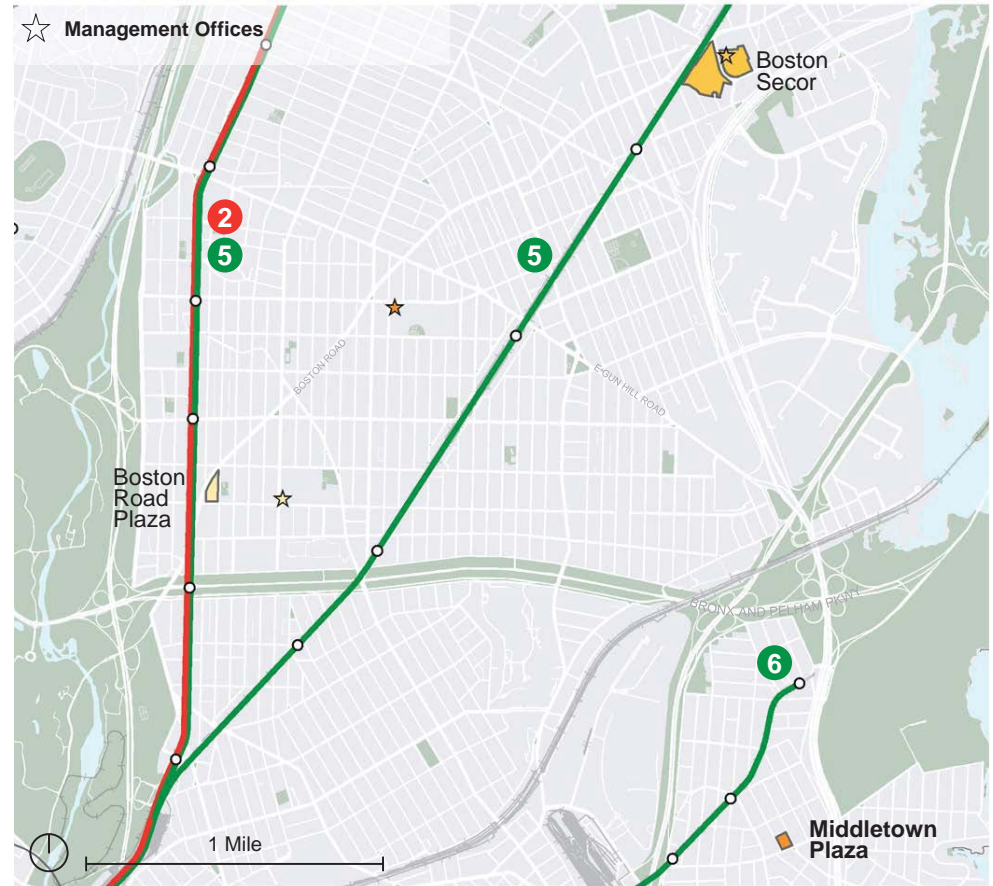 Management Offices
Boston
Secor
2
5
5
BOSTON ROAD
E GUN HILL ROAD
Boston
Road
Plaza
BRONX AND PELHAM PKWY
6
1 Mile
Middletown
Plaza